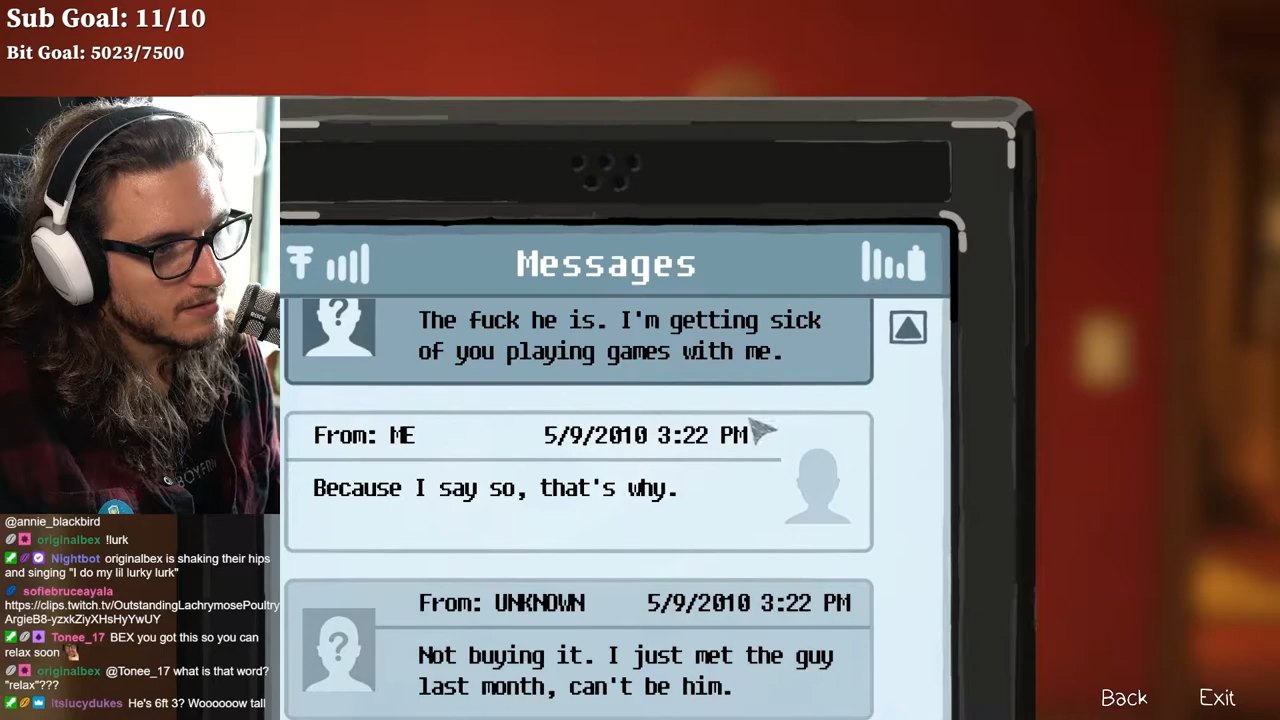 Sub Goal: 11/10
Bit Goal: 5023/7500
Messages
The fuck he is. I'm getting sick
of you playing games with me.
From: ME 5/9/2010 3:22 PM
Because I say so, that's why.
From: UNKNOWN 5/9/2010 3:22 PM
Not buying it. I just met the guy
last month, can't be him.
Back Exit
RODE
BOYFRI
@annie_blackbird
originalbex !lurk
Nightbot originalbex is shaking their hips
and singing "I do my lil lurky lurk"
sofiebruceayala
https://clips.twitch.tv/OutstandingLachrymosePoultry
ArgieB8-yzxkZiyXHsHyYwUY
Tonee_17 BEX you got this so you can
relax soon
originalbex @Tonee_17 what is that word?
"relax"???
Itslucydukes He's 6ft 3? Woooooow tall